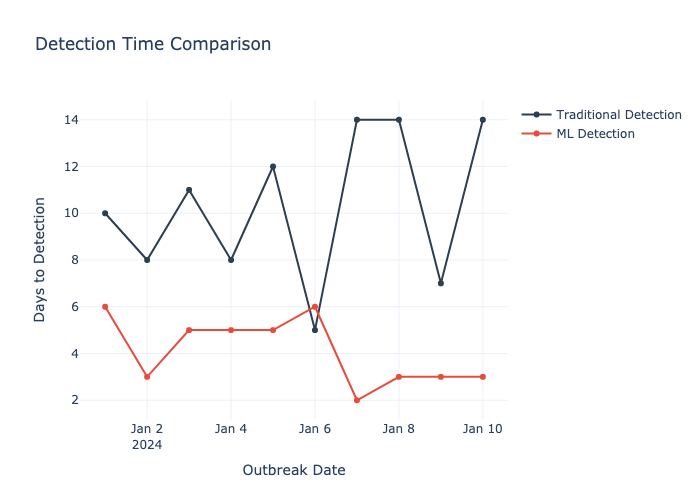 Detection Time Comparison
Traditional Detection
ML Detection
Days to Detection
14
12
10
8
6
4
2
Jan 2
2024
Jan 4
Jan 6
Jan 8
Jan 10
Outbreak Date